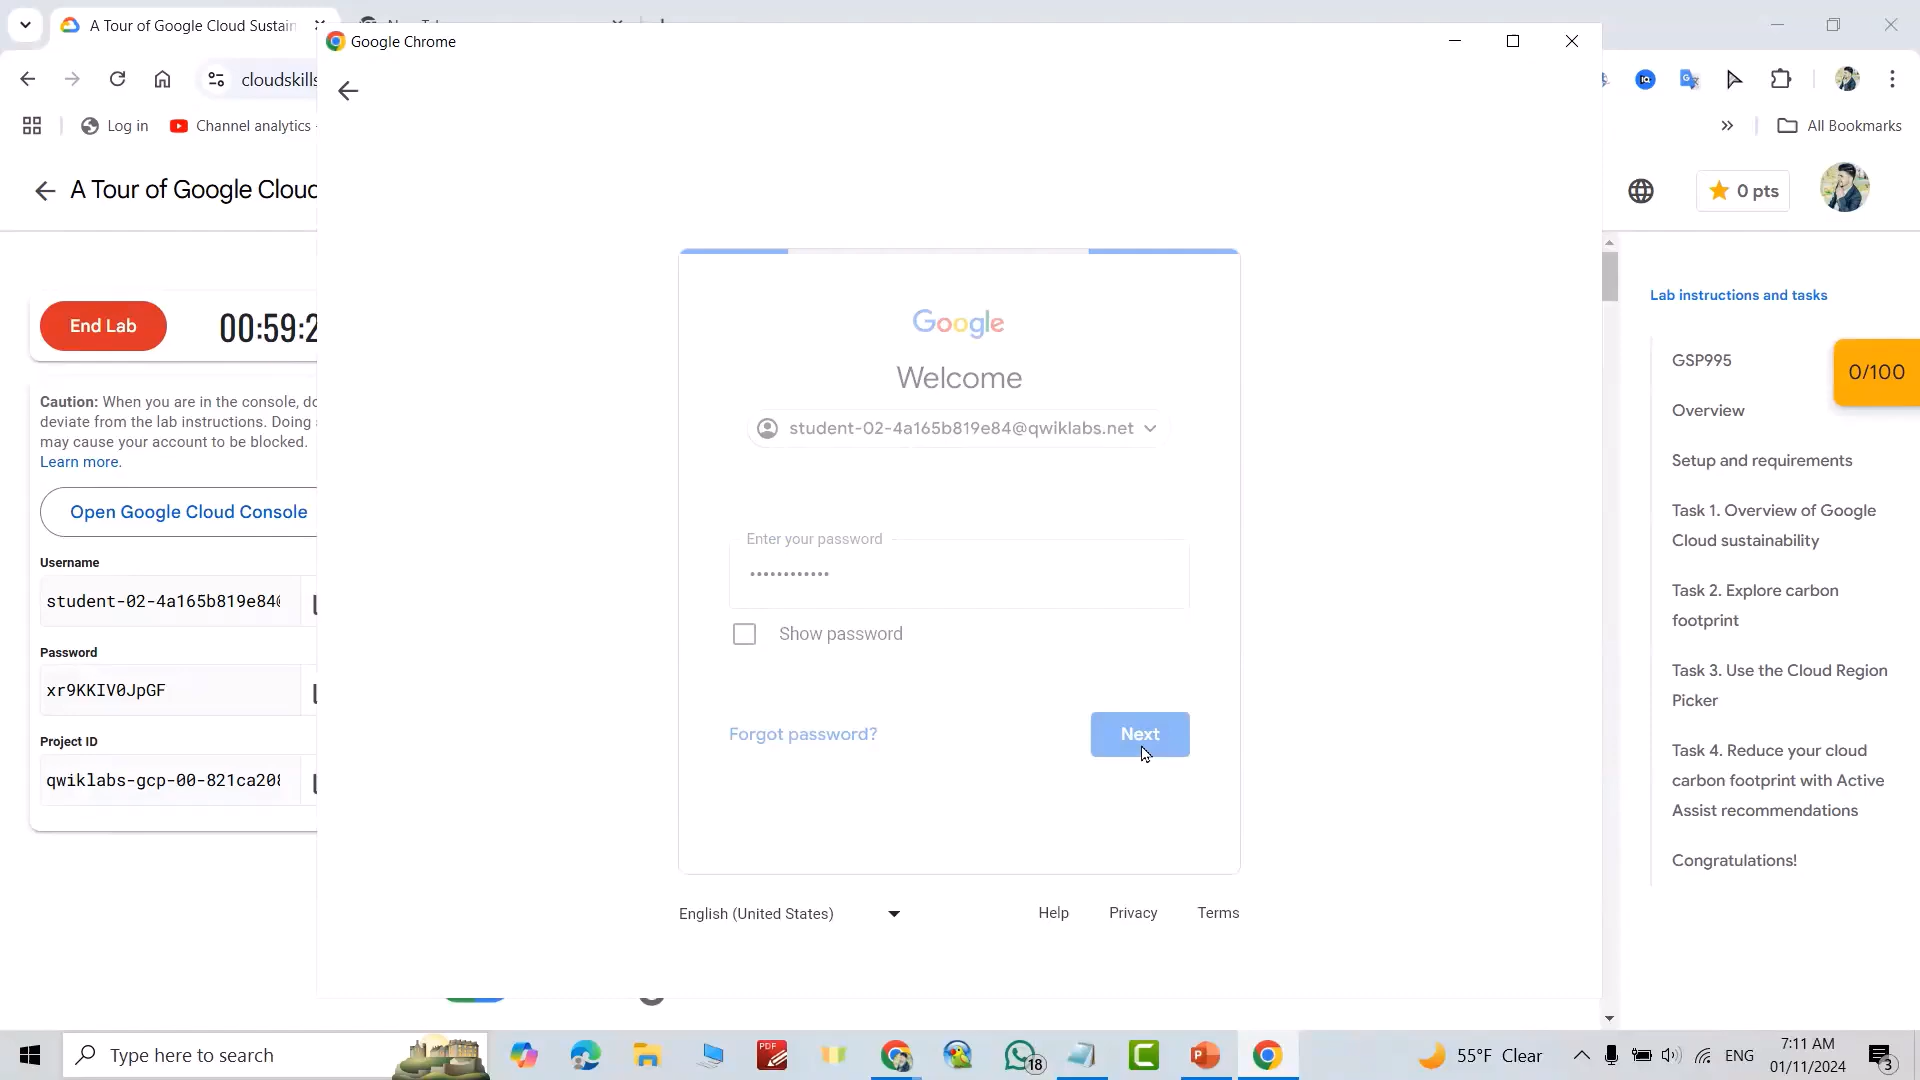 A Tour of Google Cloud Sustain
Google Chrome
cloudskills
Log in
Channel analytics
All Bookmarks
A Tour of Google Cloud
0 pts
End Lab
00:59:2
Caution: When you are in the console, do
deviate from the lab instructions. Doing
may cause your account to be blocked.
Learn more.
Open Google Cloud Console
Username
student-02-4a165b819e84@
Password
xr9KKIV0JpGF
Project ID
qwiklabs-gcp-00-821ca208
Google
Welcome
student-02-4a165b819e84@qwiklabs.net
Enter your password
••••••••••••
Show password
Forgot password?
Next
English (United States)
Help
Privacy
Terms
Lab instructions and tasks
0/100
GSP995
Overview
Setup and requirements
Task 1. Overview of Google
Cloud sustainability
Task 2. Explore carbon
footprint
Task 3. Use the Cloud Region
Picker
Task 4. Reduce your cloud
carbon footprint with Active
Assist recommendations
Congratulations!
Type here to search
PDF
18
55°F Clear
ENG
7:11 AM
01/11/2024
3